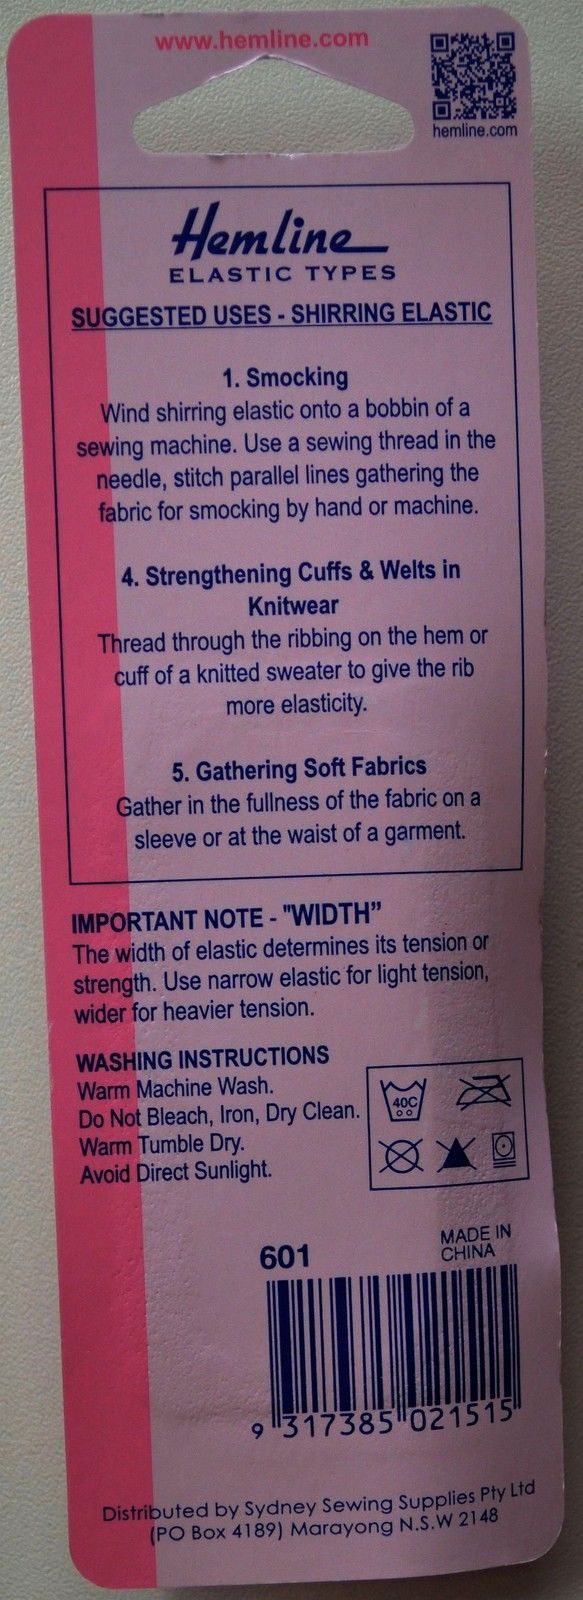 www.hemline.com
hemline.com
Hemline
ELASTIC TYPES
SUGGESTED USES - SHIRRING ELASTIC
1. Smocking
Wind shirring elastic onto a bobbin of a
sewing machine. Use a sewing thread in the
needle, stitch parallel lines gathering the
fabric for smocking by hand or machine.
4. Strengthening Cuffs & Welts in
Knitwear
Thread through the ribbing on the hem or
cuff of a knitted sweater to give the rib
more elasticity.
5. Gathering Soft Fabrics
Gather in the fullness of the fabric on a
sleeve or at the waist of a garment.
IMPORTANT NOTE - "WIDTH"
The width of elastic determines its tension or
strength. Use narrow elastic for light tension,
wider for heavier tension.
WASHING INSTRUCTIONS
Warm Machine Wash.
Do Not Bleach, Iron, Dry Clean.
Warm Tumble Dry.
Avoid Direct Sunlight.
40C
601
MADE IN
CHINA
9 317385 021515
Distributed by Sydney Sewing Supplies Pty Ltd
(PO Box 4189) Marayong N.S.W 2148